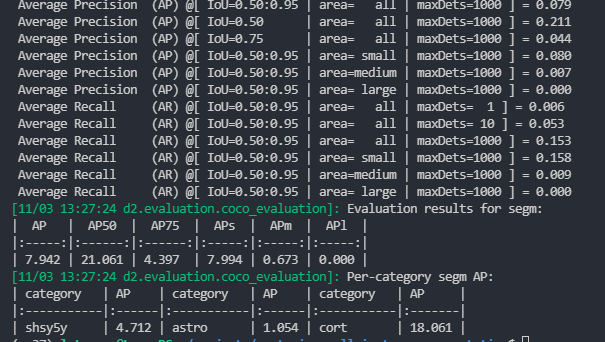 Average Precision  (AP) @[ IoU=0.50:0.95 | area=   all | maxDets=1000 ] = 0.079
Average Precision  (AP) @[ IoU=0.50      | area=   all | maxDets=1000 ] = 0.211
Average Precision  (AP) @[ IoU=0.75      | area=   all | maxDets=1000 ] = 0.044
Average Precision  (AP) @[ IoU=0.50:0.95 | area= small | maxDets=1000 ] = 0.080
Average Precision  (AP) @[ IoU=0.50:0.95 | area=medium | maxDets=1000 ] = 0.007
Average Precision  (AP) @[ IoU=0.50:0.95 | area= large | maxDets=1000 ] = 0.000
Average Recall     (AR) @[ IoU=0.50:0.95 | area=   all | maxDets=  1 ] = 0.006
Average Recall     (AR) @[ IoU=0.50:0.95 | area=   all | maxDets= 10 ] = 0.053
Average Recall     (AR) @[ IoU=0.50:0.95 | area=   all | maxDets=1000 ] = 0.153
Average Recall     (AR) @[ IoU=0.50:0.95 | area= small | maxDets=1000 ] = 0.158
Average Recall     (AR) @[ IoU=0.50:0.95 | area=medium | maxDets=1000 ] = 0.009
Average Recall     (AR) @[ IoU=0.50:0.95 | area= large | maxDets=1000 ] = 0.000
[11/03 13:27:24 d2.evaluation.coco_evaluation]: Evaluation results for segm:
|  AP   |  AP50  | AP75  |  APs  |  APm  |  APl  |
|:-----:|:------:|:-----:|:-----:|:-----:|:-----:|
| 7.942 | 21.061 | 4.397 | 7.994 | 0.673 | 0.000 |
[11/03 13:27:24 d2.evaluation.coco_evaluation]: Per-category segm AP:
| category   | AP    | category   | AP    | category   | AP     |
|:-----------|:------|:-----------|:------|:-----------|:-------|
| shsy5y     | 4.712 | astro      | 1.054 | cort       | 18.061 |